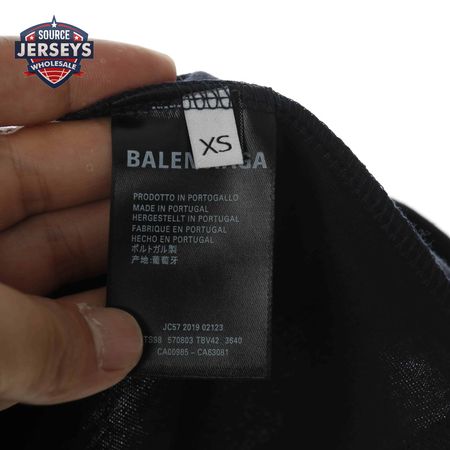 SOURCE
JERSEYS
WHOLESALE
XS
BALENCIAGA
PRODOTTO IN PORTOGALLO
MADE IN PORTUGAL
HERGESTELLT IN PORTUGAL
FABRIQUE EN PORTUGAL
HECHO EN PORTUGAL
ポルトガル製
产地:葡萄牙
JC57 2019 02123
TS98 570803 TBV42 3640
CA00985 - CA83081